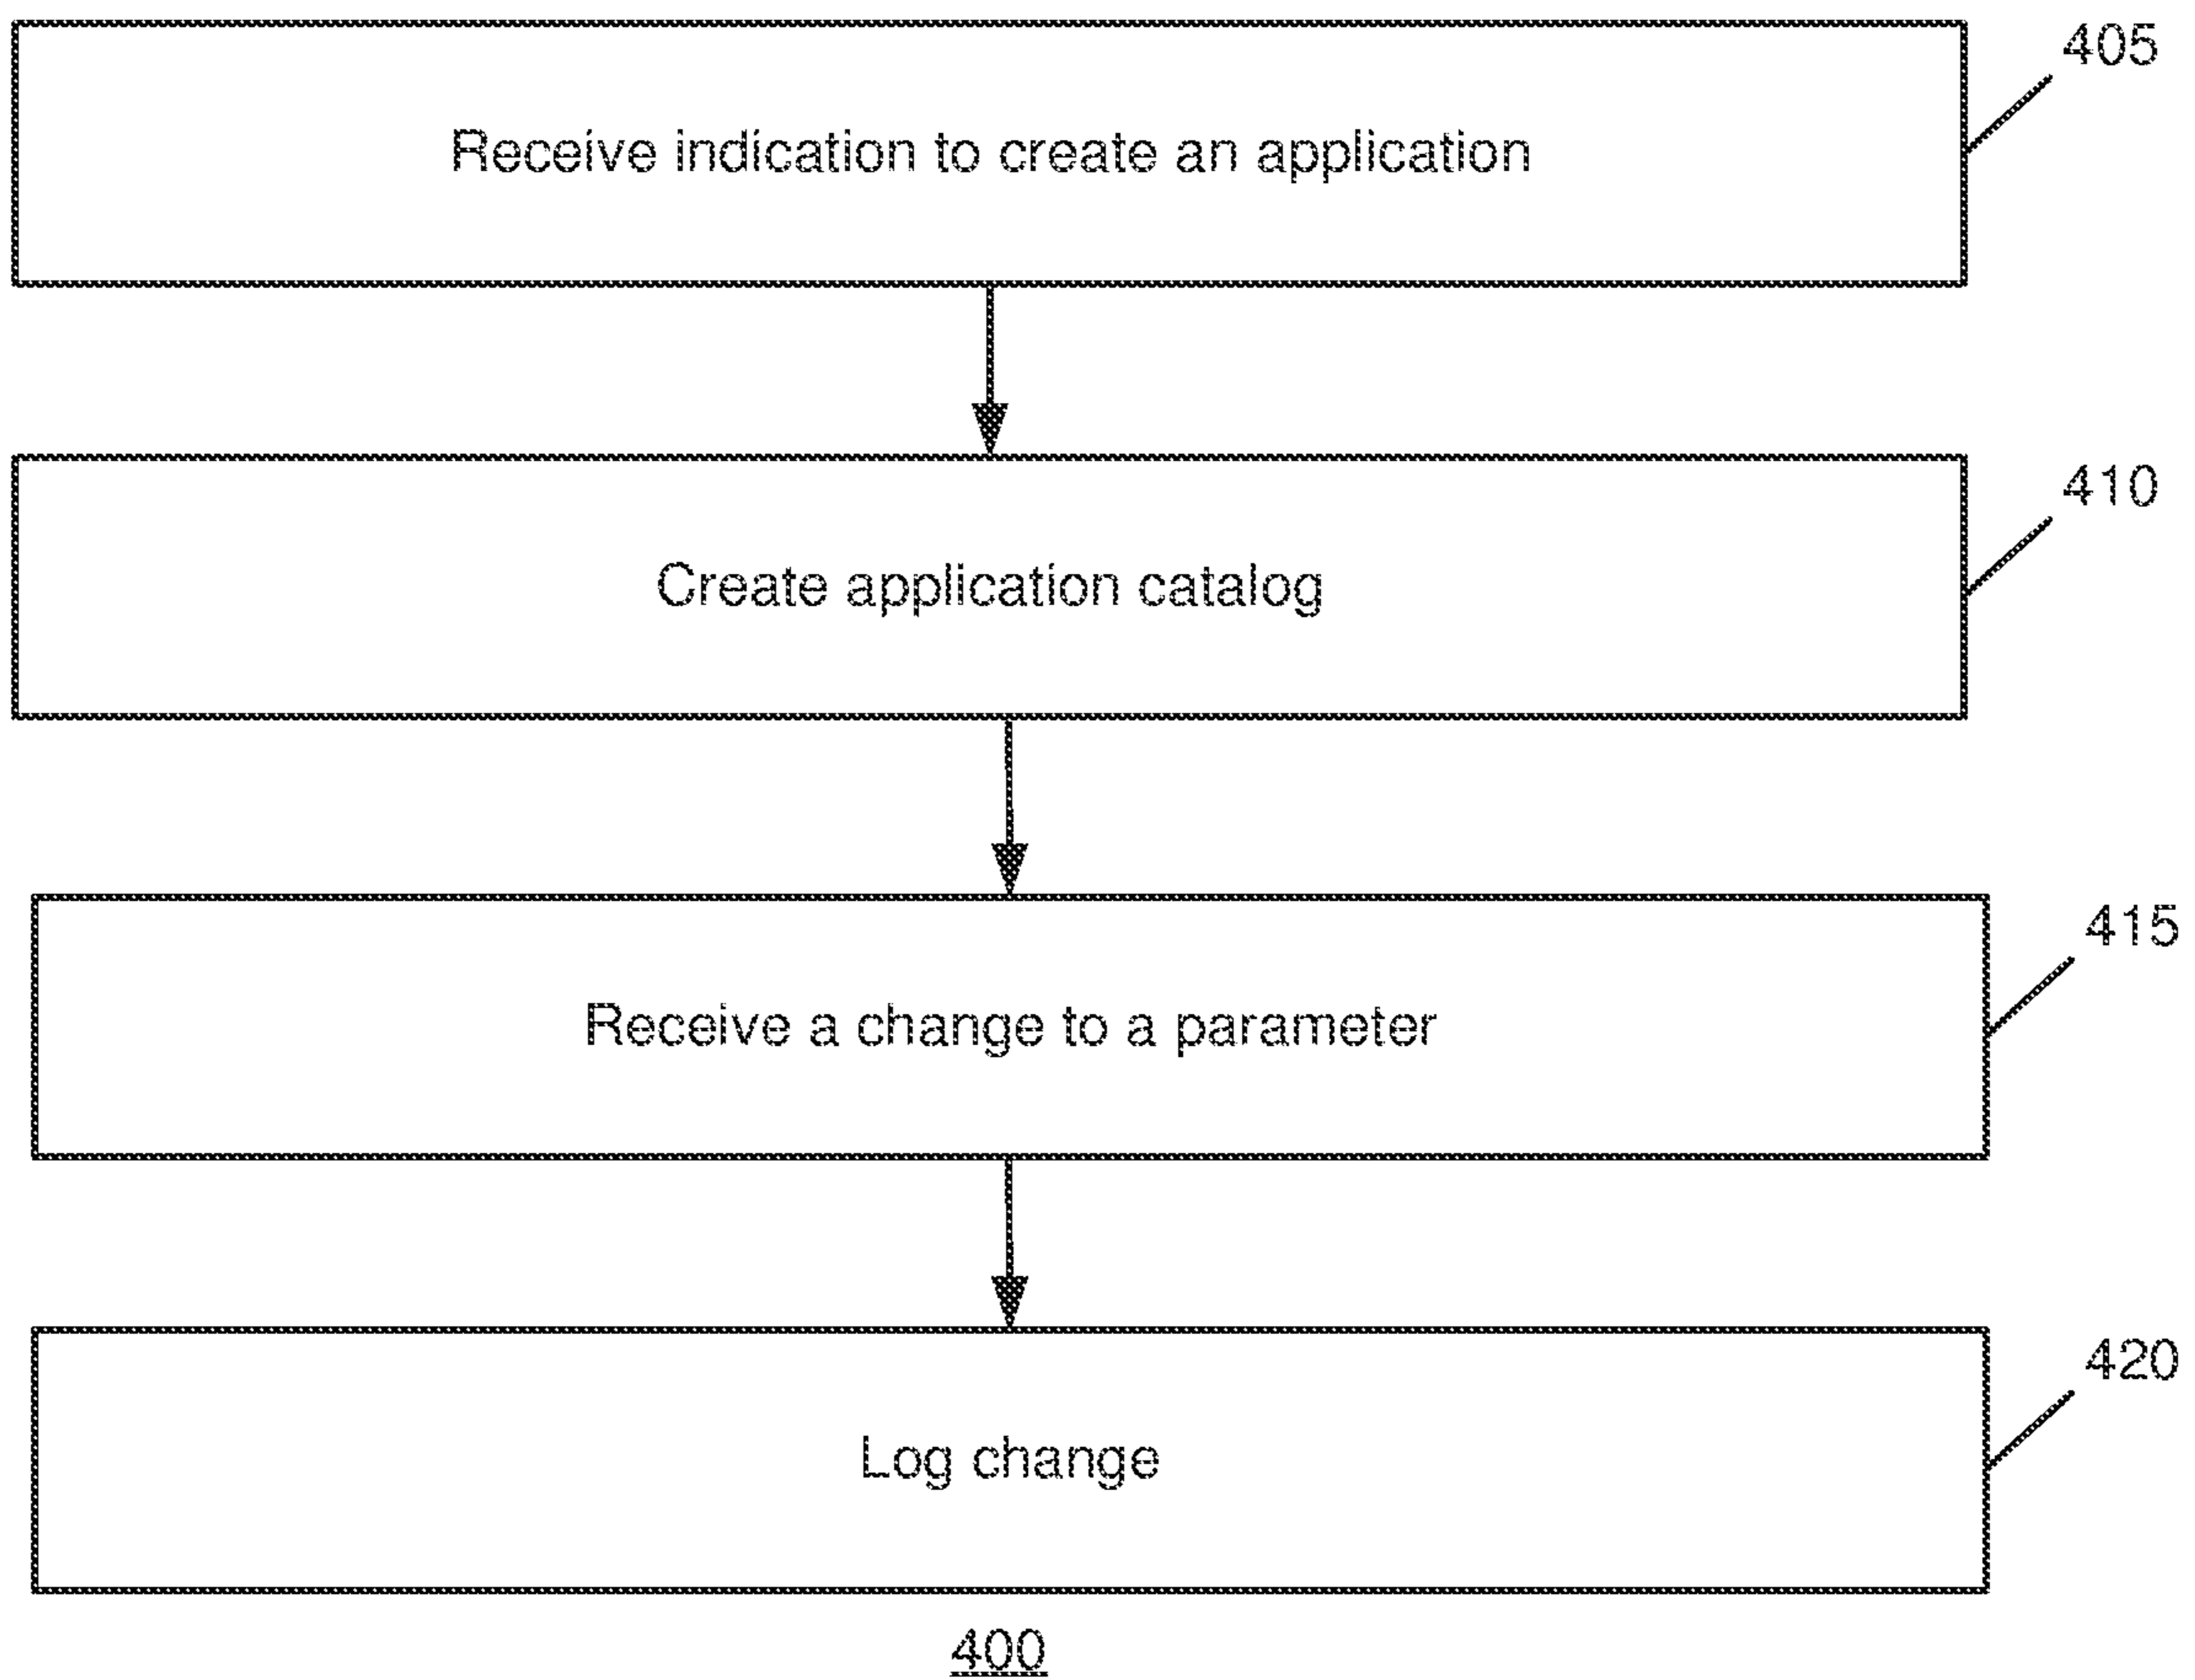 405
Receive indication to create an application
410
Create application catalog
415
Receive a change to a parameter
420
Log change
400